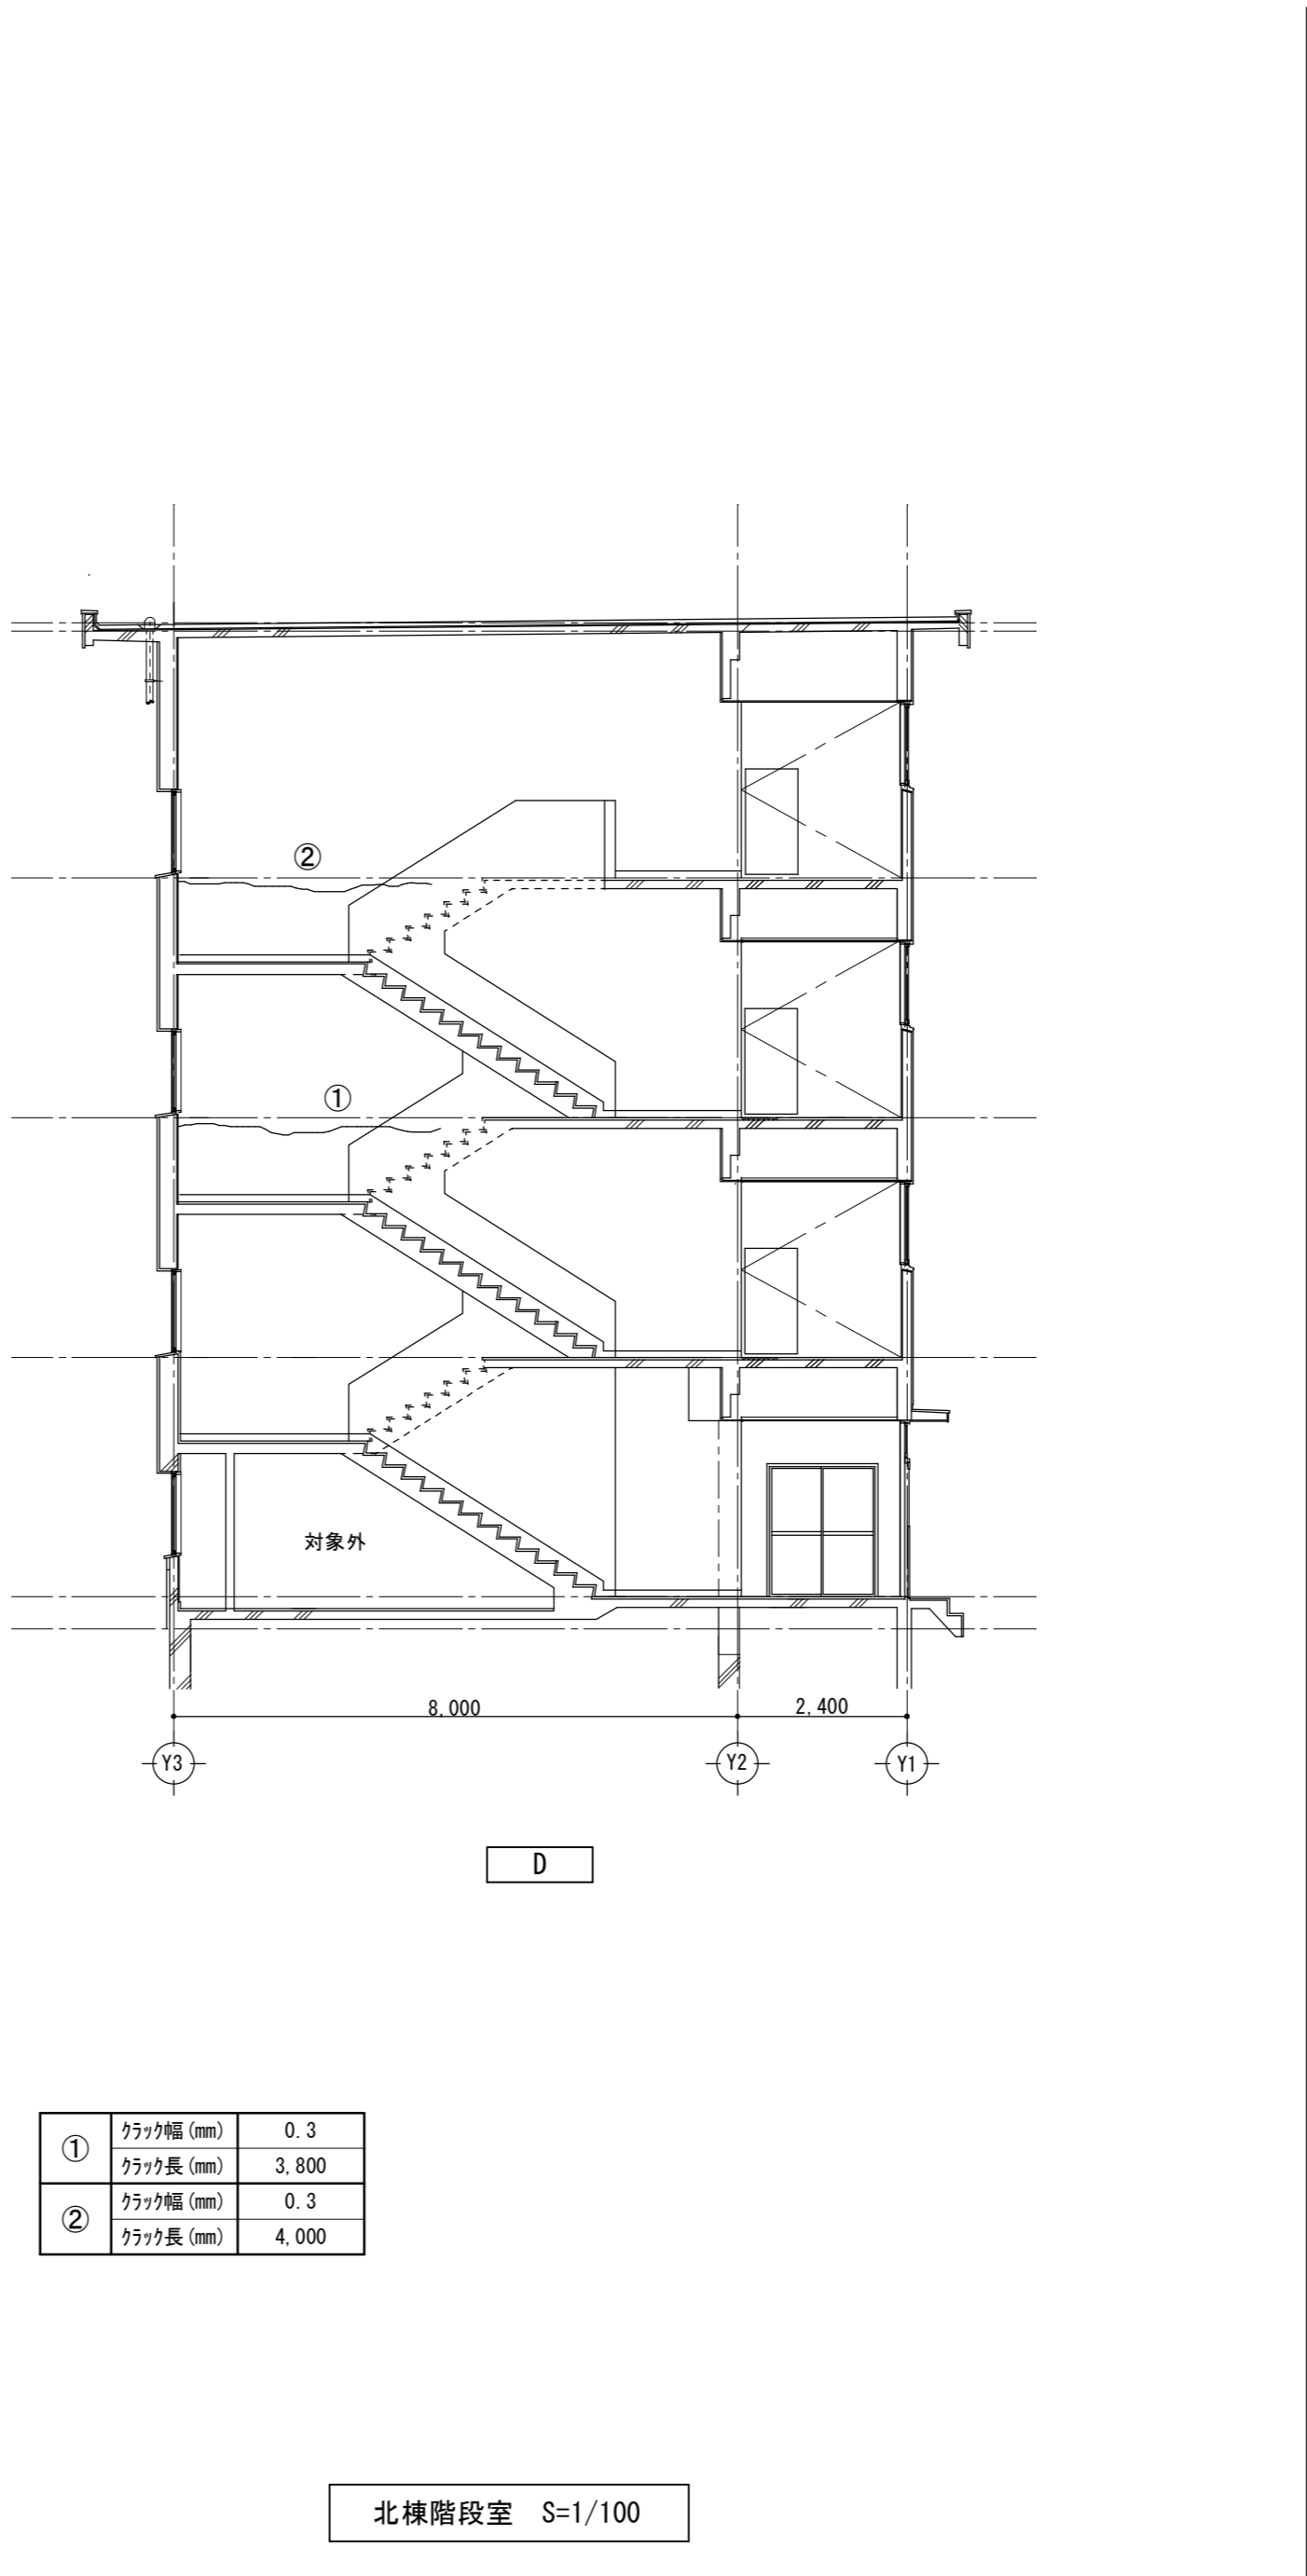 ②
①
対象外
8,000
2,400
Y3
Y2
Y1
D
① ｸﾗｯｸ幅(mm) 0.3
ｸﾗｯｸ長(mm) 3,800
② ｸﾗｯｸ幅(mm) 0.3
ｸﾗｯｸ長(mm) 4,000
北棟階段室　S=1/100